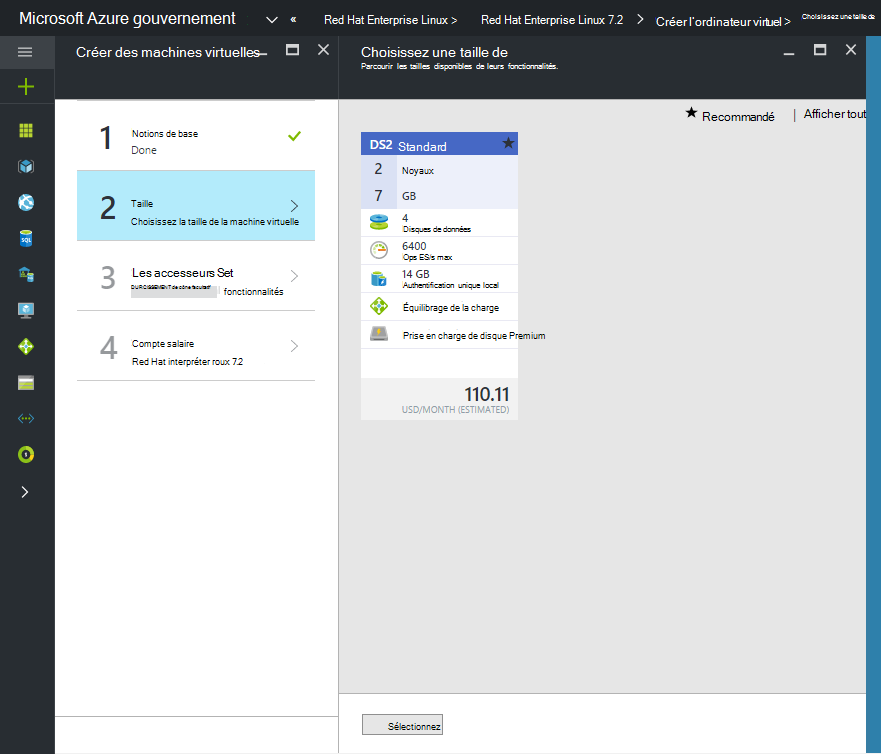 Microsoft Azure gouvernement « Red Hat Enterprise Linux > Red Hat Enterprise Linux 7.2 > Créer l'ordinateur virtuel > Choisissez une taille de
Créer des machines virtuelles
Choisissez une taille de
Parcourir les tailles disponibles de leurs fonctionnalités.
1
Notions de base
Done
2
Taille
Choisissez la taille de la machine virtuelle
3
Les accesseurs Set
DURCISSEMENT de cône facultatif fonctionnalités
4
Compte salaire
Red Hat interpréter roux 7.2
★ Recommandé | Afficher tout
DS2 Standard ★
2 Noyaux
7 GB
4
Disques de données
6400
Ops ES/s max
SQL
14 GB
Authentification unique local
Équilibrage de la charge
Prise en charge de disque Premium
110.11
USD/MONTH (ESTIMATED)
Sélectionnez